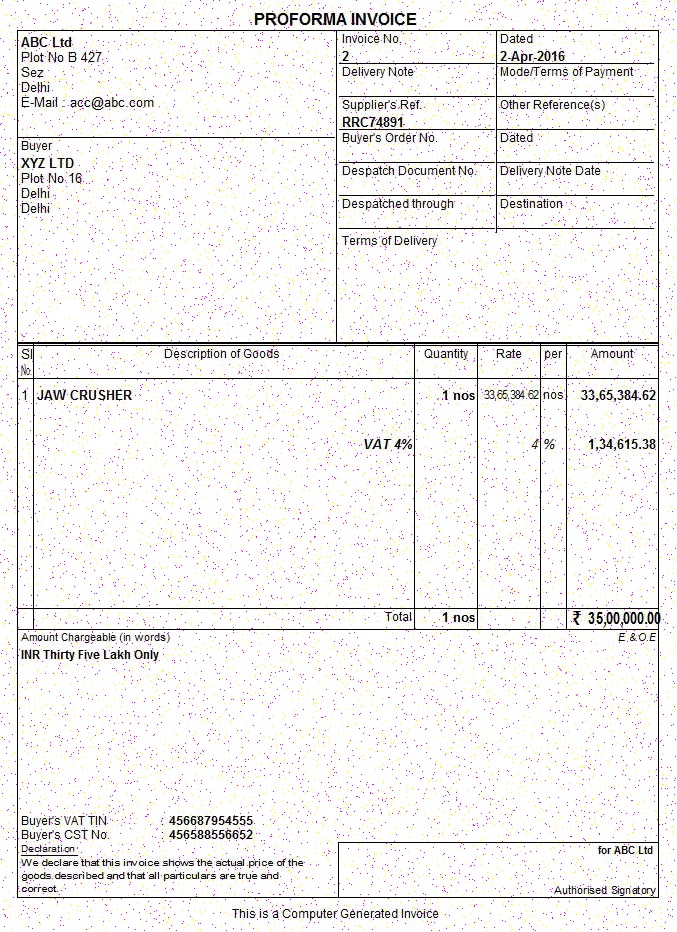 PROFORMA INVOICE
ABC Ltd
Plot No B 427
Sez
Delhi
E-Mail : acc@abc.com
Invoice No.
2
Dated
2-Apr-2016
Delivery Note
Mode/Terms of Payment
Supplier's Ref.
RRC74891
Other Reference(s)
Buyer
XYZ LTD
Plot No 16
Delhi
Delhi
Buyer's Order No.
Dated
Despatch Document No.
Delivery Note Date
Despatched through
Destination
Terms of Delivery
Sl No. Description of Goods Quantity Rate per Amount
1 JAW CRUSHER 1 nos 33,65,384.62 nos 33,65,384.62
VAT 4% 4 % 1,34,615.38
Total 1 nos ₹ 35,00,000.00
Amount Chargeable (in words) E. & O.E
INR Thirty Five Lakh Only
Buyer's VAT TIN : 456687954555
Buyer's CST No. : 456588556652
Declaration
We declare that this invoice shows the actual price of the
goods described and that all particulars are true and
correct.
for ABC Ltd
Authorised Signatory
This is a Computer Generated Invoice